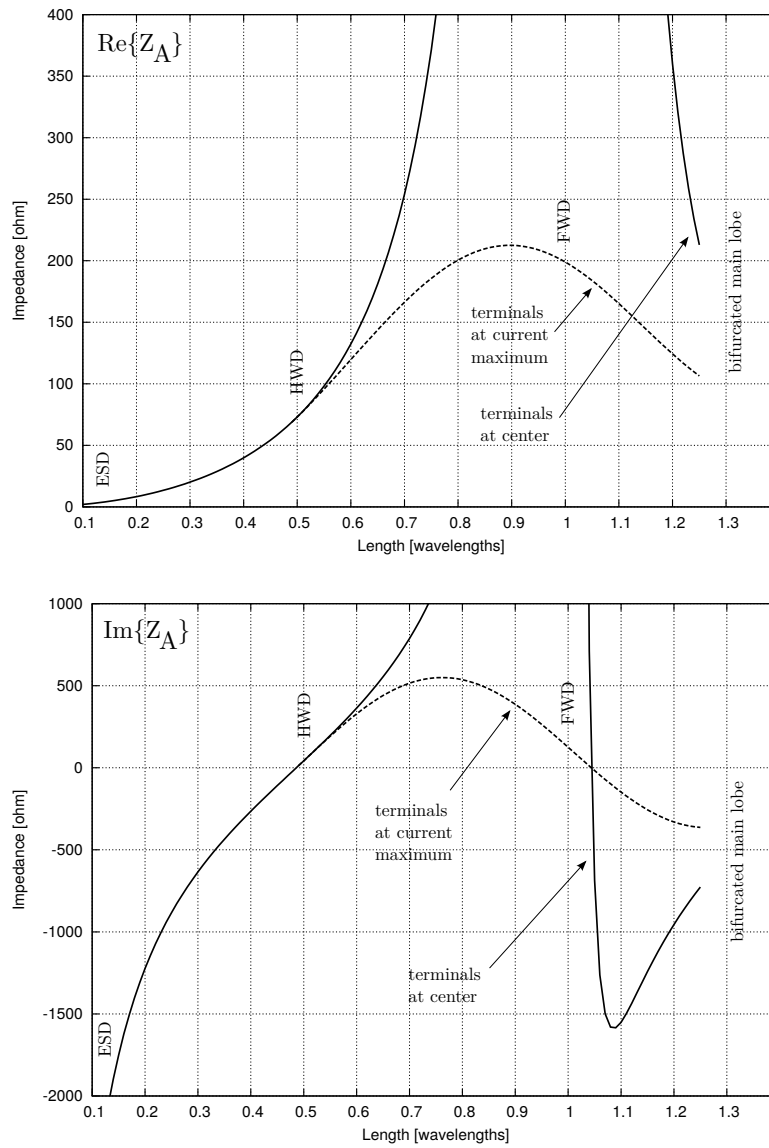 400
350
300
250
200
150
100
50
0
Impedance [ohm]
Re{Z_A}
ESD
HWD
FWD
terminals
at current
maximum
terminals
at center
bifurcated main lobe
0.1 0.2 0.3 0.4 0.5 0.6 0.7 0.8 0.9 1 1.1 1.2 1.3
Length [wavelengths]
1000
500
0
-500
-1000
-1500
-2000
Impedance [ohm]
Im{Z_A}
ESD
HWD
FWD
terminals
at current
maximum
terminals
at center
bifurcated main lobe
0.1 0.2 0.3 0.4 0.5 0.6 0.7 0.8 0.9 1 1.1 1.2 1.3
Length [wavelengths]